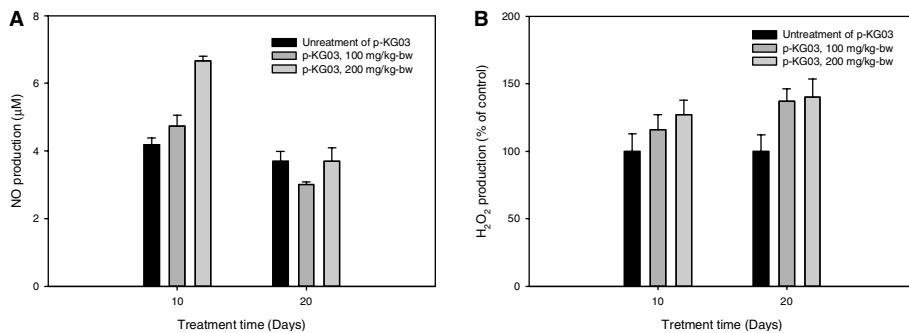 A
8
6
4
2
0
NO production (μM)
Untreatment of p-KG03
p-KG03, 100 mg/kg-bw
p-KG03, 200 mg/kg-bw
10
20
Treatment time (Days)
B
200
150
100
50
0
H₂O₂ production (% of control)
Untreatment of p-KG03
p-KG03, 100 mg/kg-bw
p-KG03, 200 mg/kg-bw
10
20
Tretment time (Days)